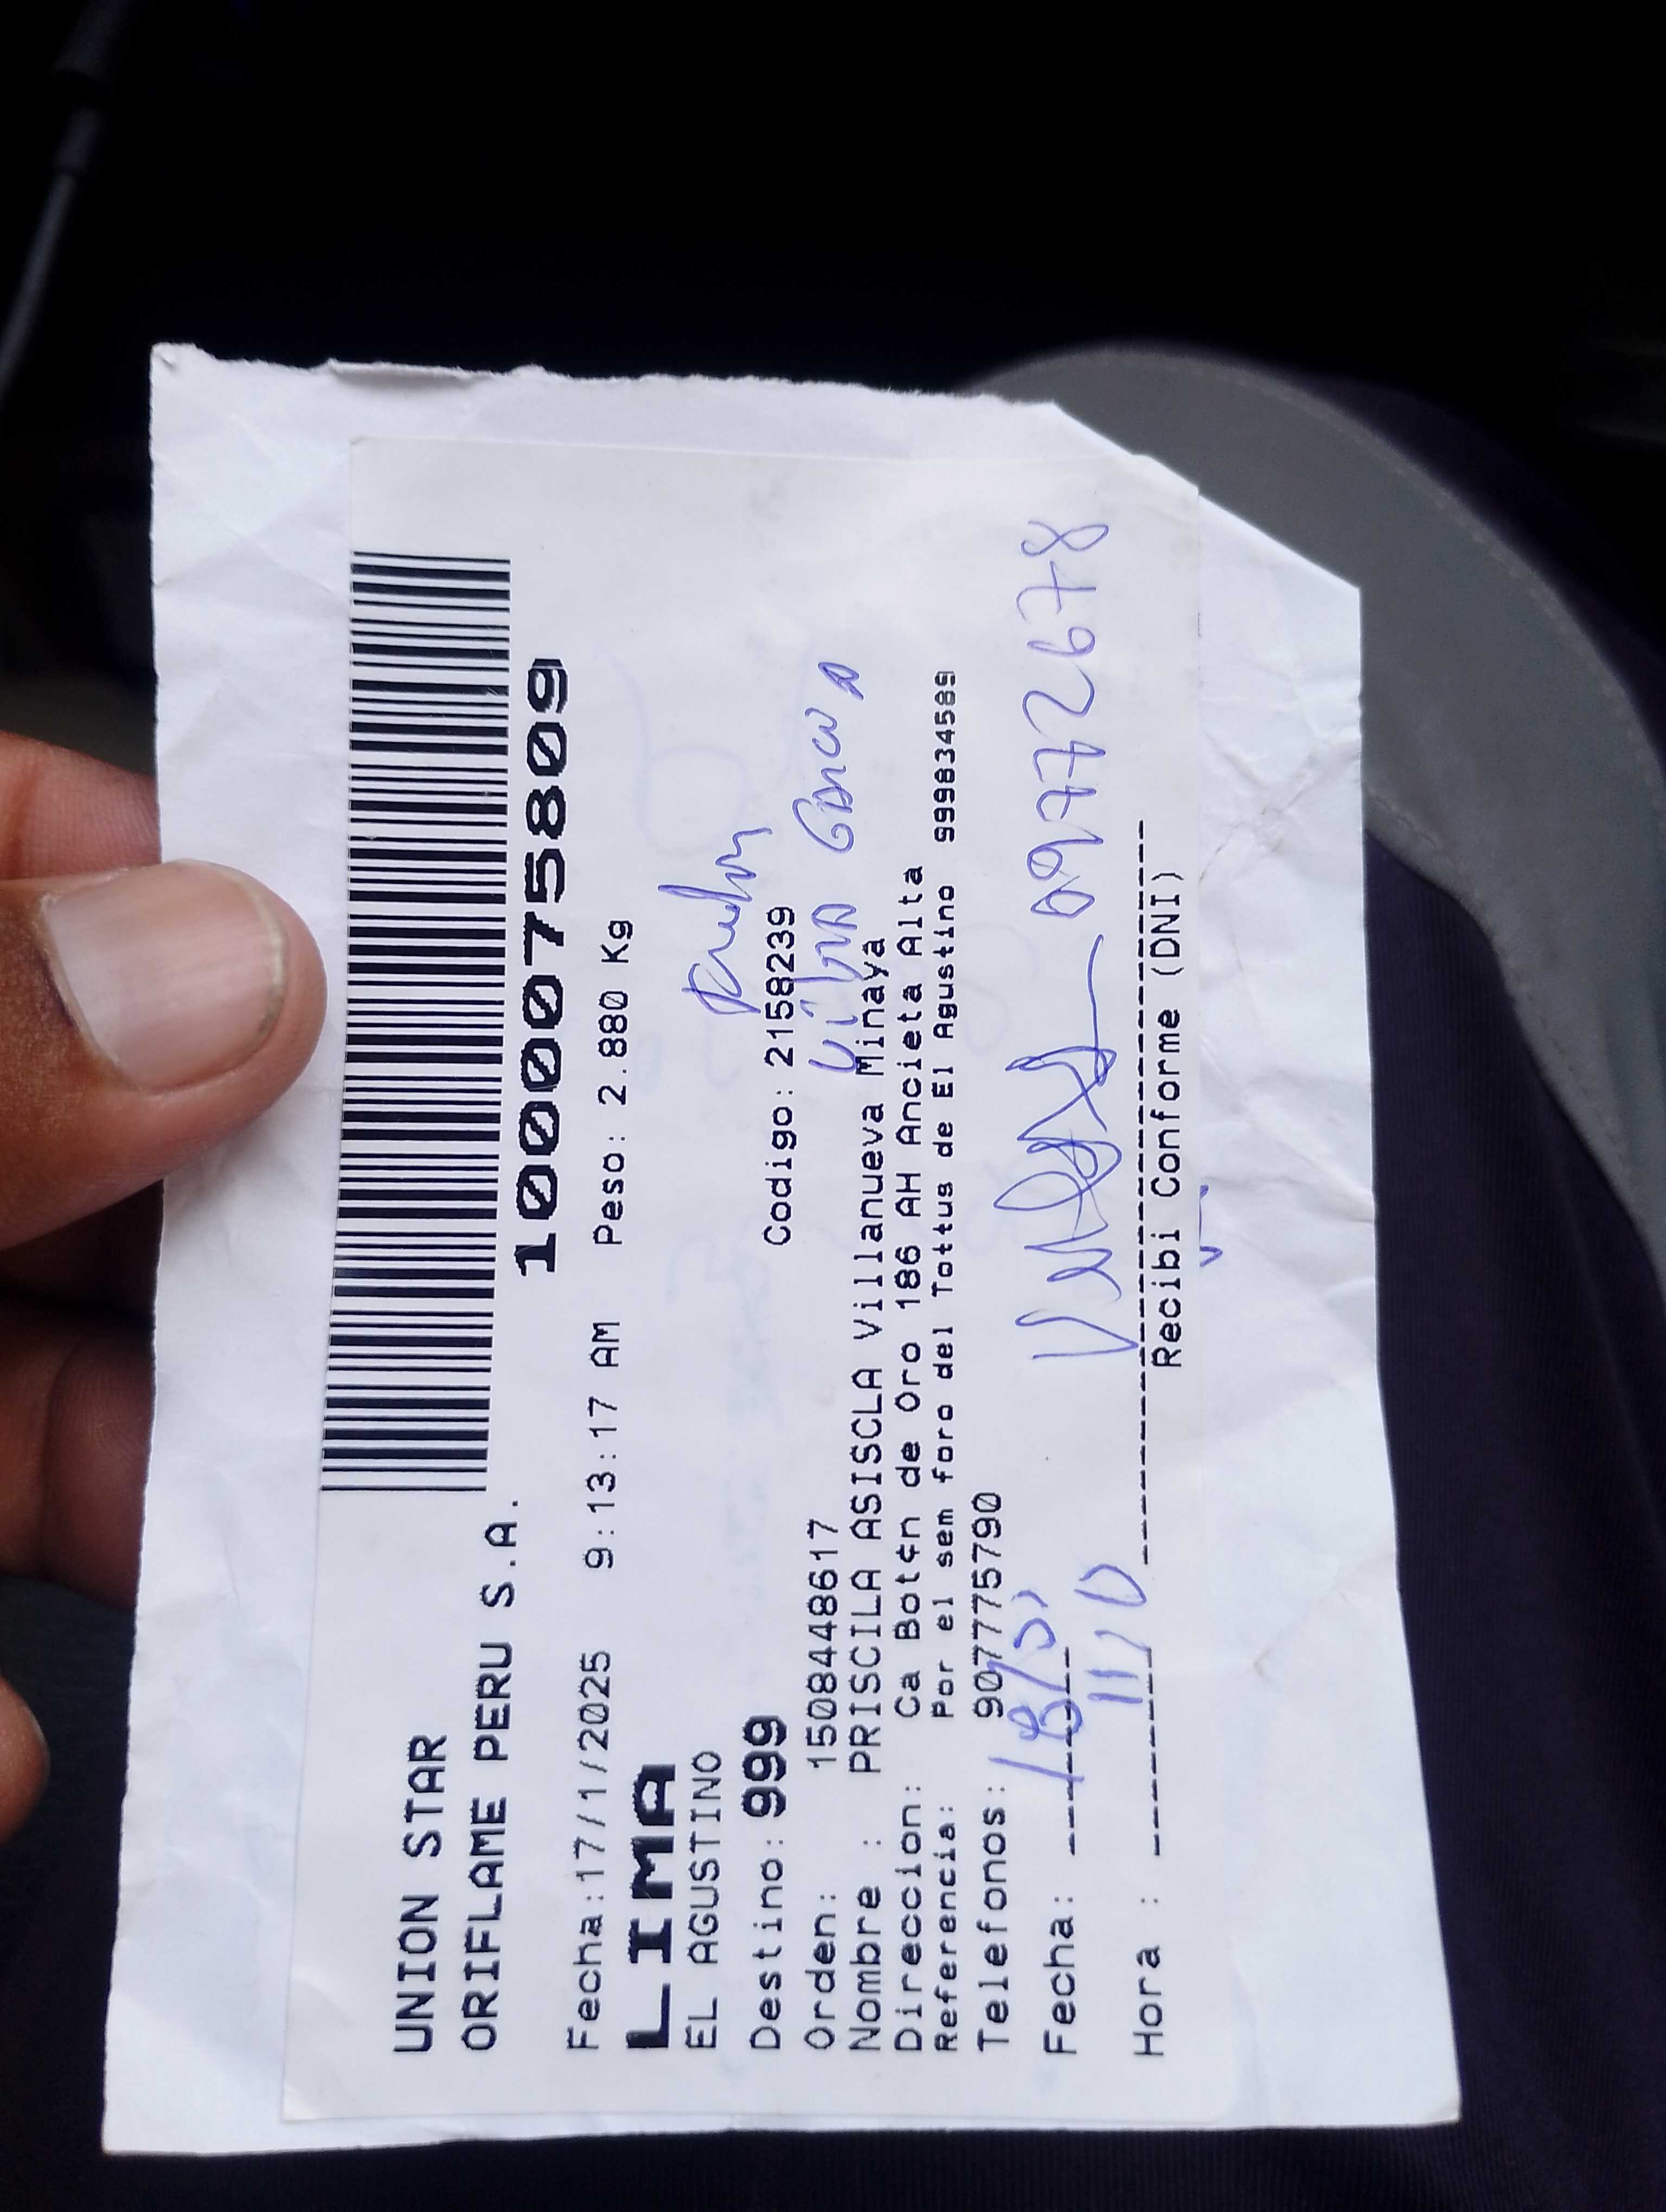 UNION STAR
ORIFLAME PERU S.A.
10000075809
Fecha:17/1/2025 9:13:17 AM Peso: 2.880 Kg
LIMA
EL AGUSTINO
Destino: 999 Codigo: 2158239
Orden: 1508448617
Nombre : PRISCILA ASISCLA Villanueva Minaya
Direccion: Ca Bot¢n de Oro 186 AH Ancieta Alta
Referencia: Por el sem foro del Tottus de El Agustino 999834589
Telefonos: 907775790
Fecha: 18/01
09772678
Hora : 11:10
Recibi Conforme (DNI)